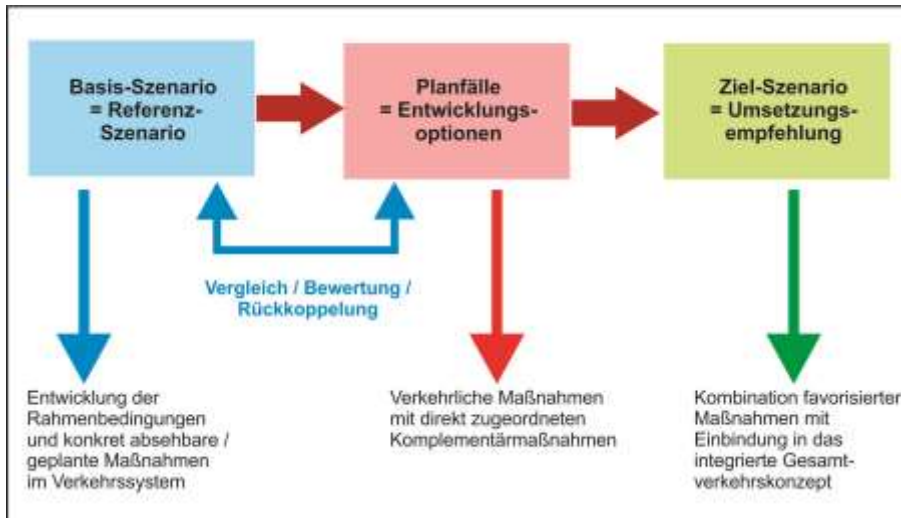 Basis-Szenario
= Referenz-
Szenario
Planfälle
= Entwicklungs-
optionen
Ziel-Szenario
= Umsetzungs-
empfehlung
Vergleich / Bewertung /
Rückkoppelung
Entwicklung der
Rahmenbedingungen
und konkret absehbare /
geplante Maßnahmen
im Verkehrssystem
Verkehrliche Maßnahmen
mit direkt zugeordneten
Komplementärmaßnahmen
Kombination favorisierter
Maßnahmen mit
Einbindung in das
integrierte Gesamt-
verkehrskonzept